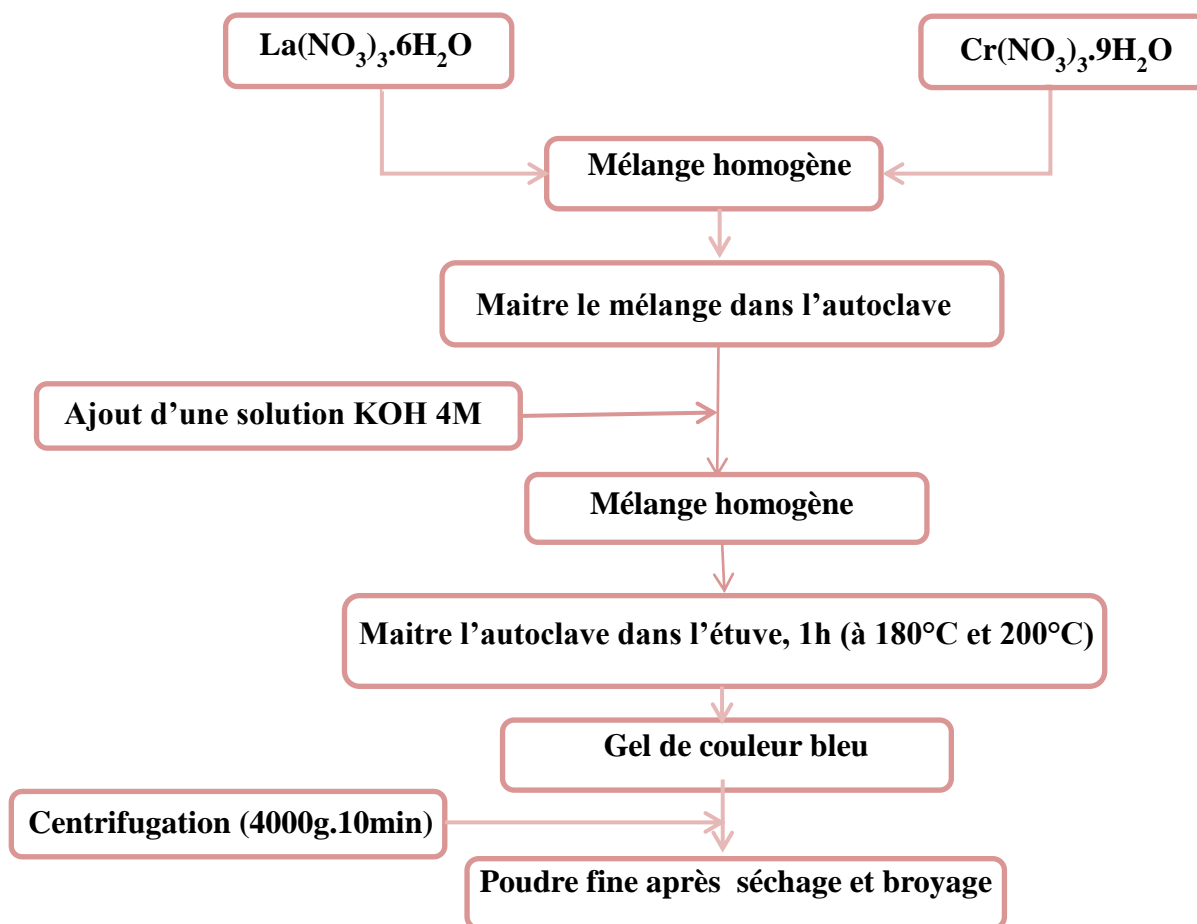 La(NO₃)₃.6H₂O
Cr(NO₃)₃.9H₂O
Mélange homogène
Maitre le mélange dans l’autoclave
Ajout d’une solution KOH 4M
Mélange homogène
Maitre l’autoclave dans l’étuve, 1h (à 180°C et 200°C)
Gel de couleur bleu
Centrifugation (4000g.10min)
Poudre fine après séchage et broyage